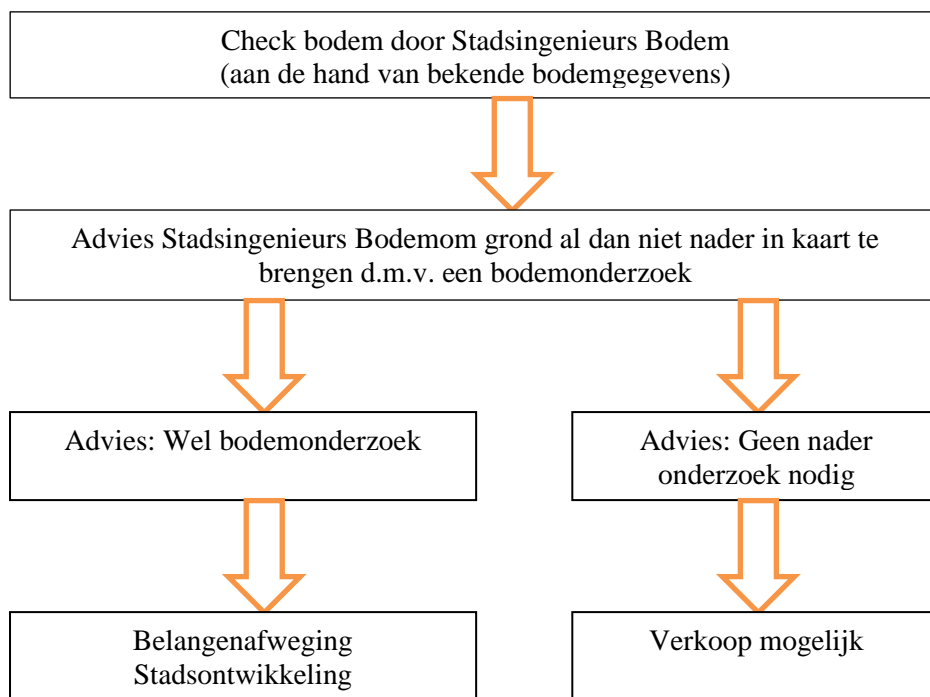 Check bodem door Stadsingenieurs Bodem
(aan de hand van bekende bodemgegevens)
Advies Stadsingenieurs Bodemom grond al dan niet nader in kaart te
brengen d.m.v. een bodemonderzoek
Advies: Wel bodemonderzoek
Advies: Geen nader
onderzoek nodig
Belangenafweging
Stadsontwikkeling
Verkoop mogelijk